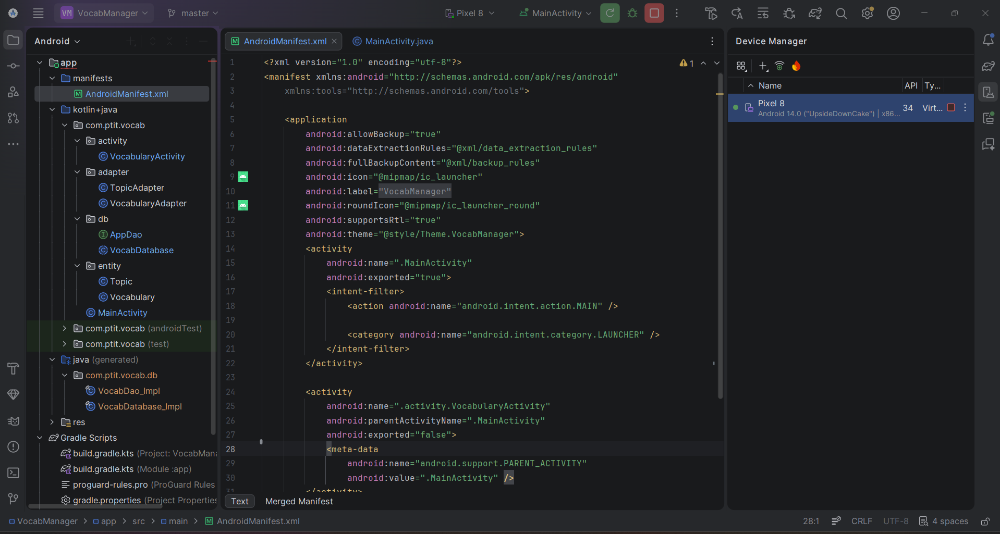 VM VocabManager
master
Pixel 8
MainActivity
Android
app
manifests
AndroidManifest.xml
kotlin+java
com.ptit.vocab
activity
VocabularyActivity
adapter
TopicAdapter
VocabularyAdapter
db
AppDao
VocabDatabase
entity
Topic
Vocabulary
MainActivity
com.ptit.vocab (androidTest)
com.ptit.vocab (test)
java (generated)
com.ptit.vocab.db
VocabDao_Impl
VocabDatabase_Impl
res
Gradle Scripts
build.gradle.kts (Project: VocabMana
build.gradle.kts (Module :app)
proguard-rules.pro (ProGuard Rules
gradle.properties (Project Properties
AndroidManifest.xml
MainActivity.java
1
1 <?xml version="1.0" encoding="utf-8"?>
2 <manifest xmlns:android="http://schemas.android.com/apk/res/android"
3 xmlns:tools="http://schemas.android.com/tools">
4
5 <application
6 android:allowBackup="true"
7 android:dataExtractionRules="@xml/data_extraction_rules"
8 android:fullBackupContent="@xml/backup_rules"
9 android:icon="@mipmap/ic_launcher"
10 android:label="VocabManager"
11 android:roundIcon="@mipmap/ic_launcher_round"
12 android:supportsRtl="true"
13 android:theme="@style/Theme.VocabManager">
14 <activity
15 android:name=".MainActivity"
16 android:exported="true">
17 <intent-filter>
18 <action android:name="android.intent.action.MAIN" />
19
20 <category android:name="android.intent.category.LAUNCHER" />
21 </intent-filter>
22 </activity>
23
24 <activity
25 android:name=".activity.VocabularyActivity"
26 android:parentActivityName=".MainActivity"
27 android:exported="false">
28 <meta-data
29 android:name="android.support.PARENT_ACTIVITY"
30 android:value=".MainActivity" />
31 </activity>
Text
Merged Manifest
Device Manager
Name API Ty...
Pixel 8
Android 14.0 ("UpsideDownCake") | x86...
34 Virt...
VocabManager > app > src > main > AndroidManifest.xml
28:1 CRLF UTF-8 4 spaces